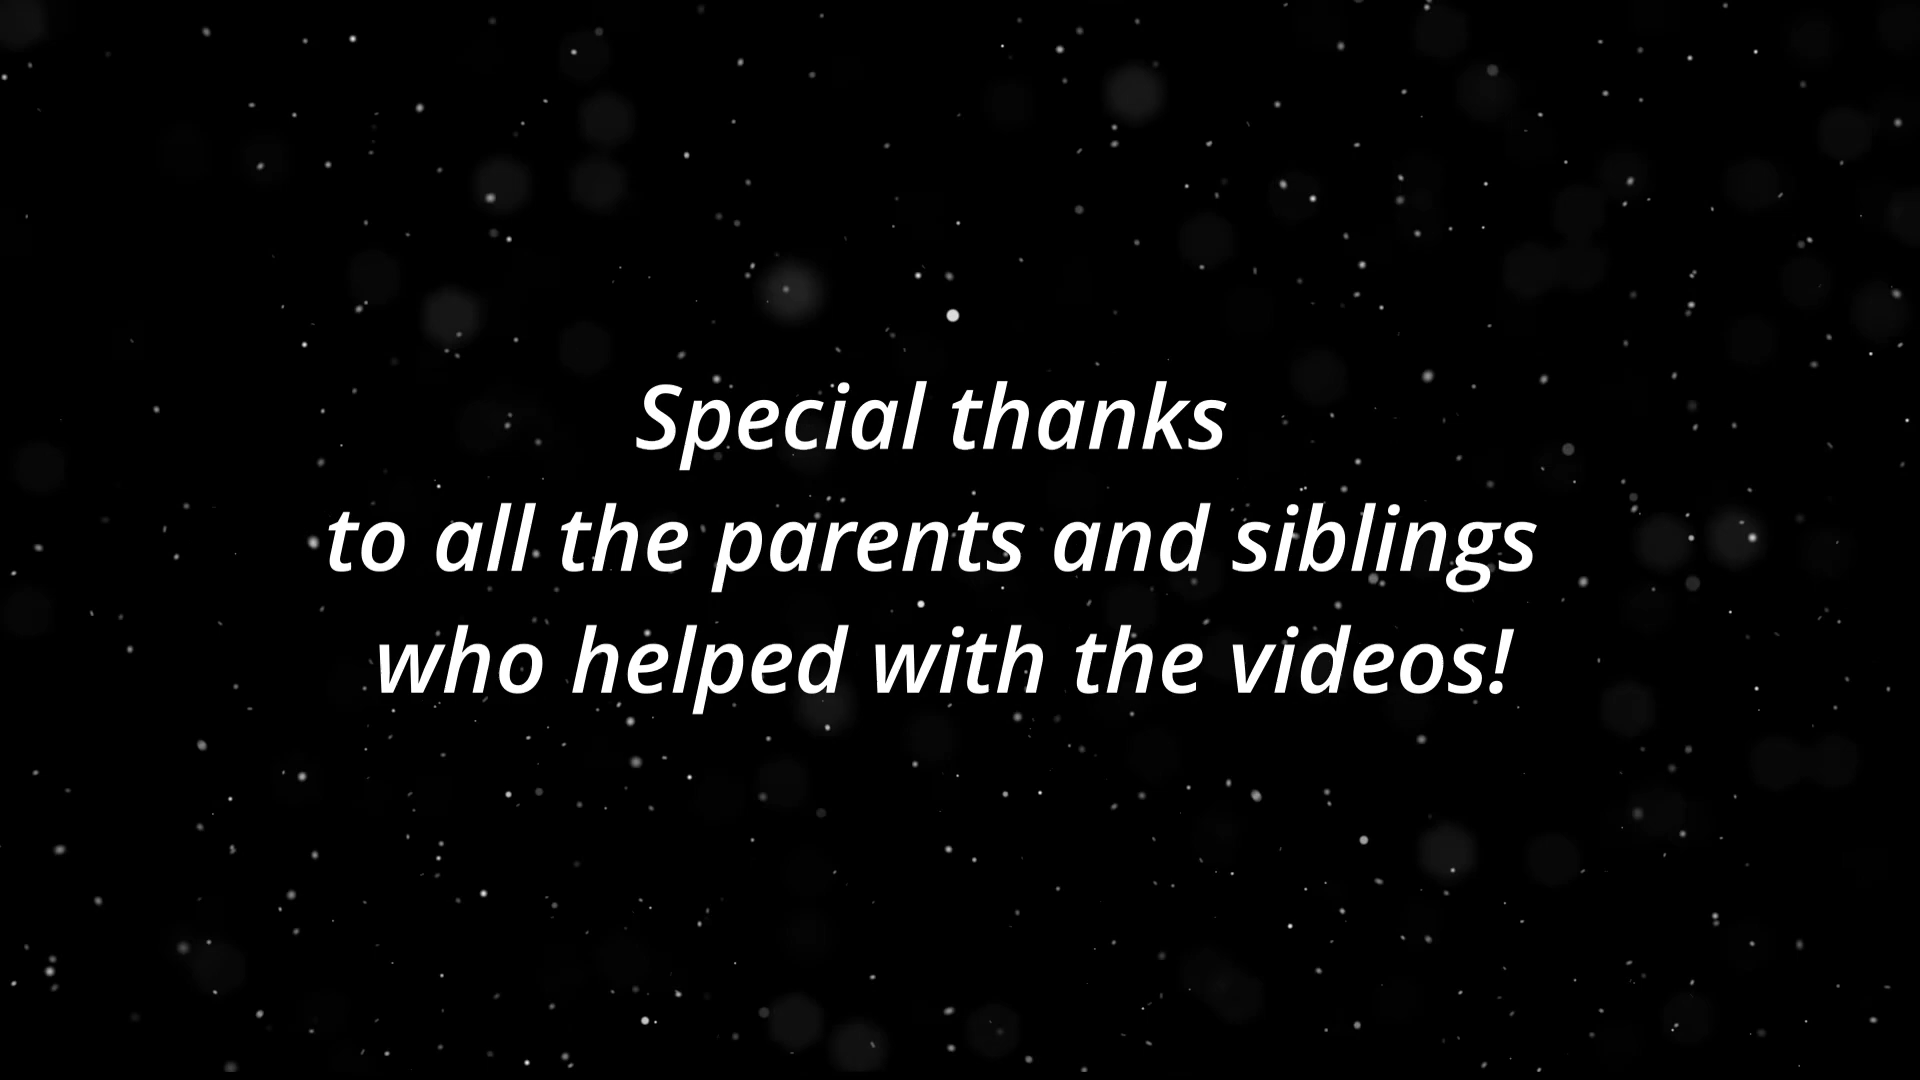 Special thanks
to all the parents and siblings
who helped with the videos!